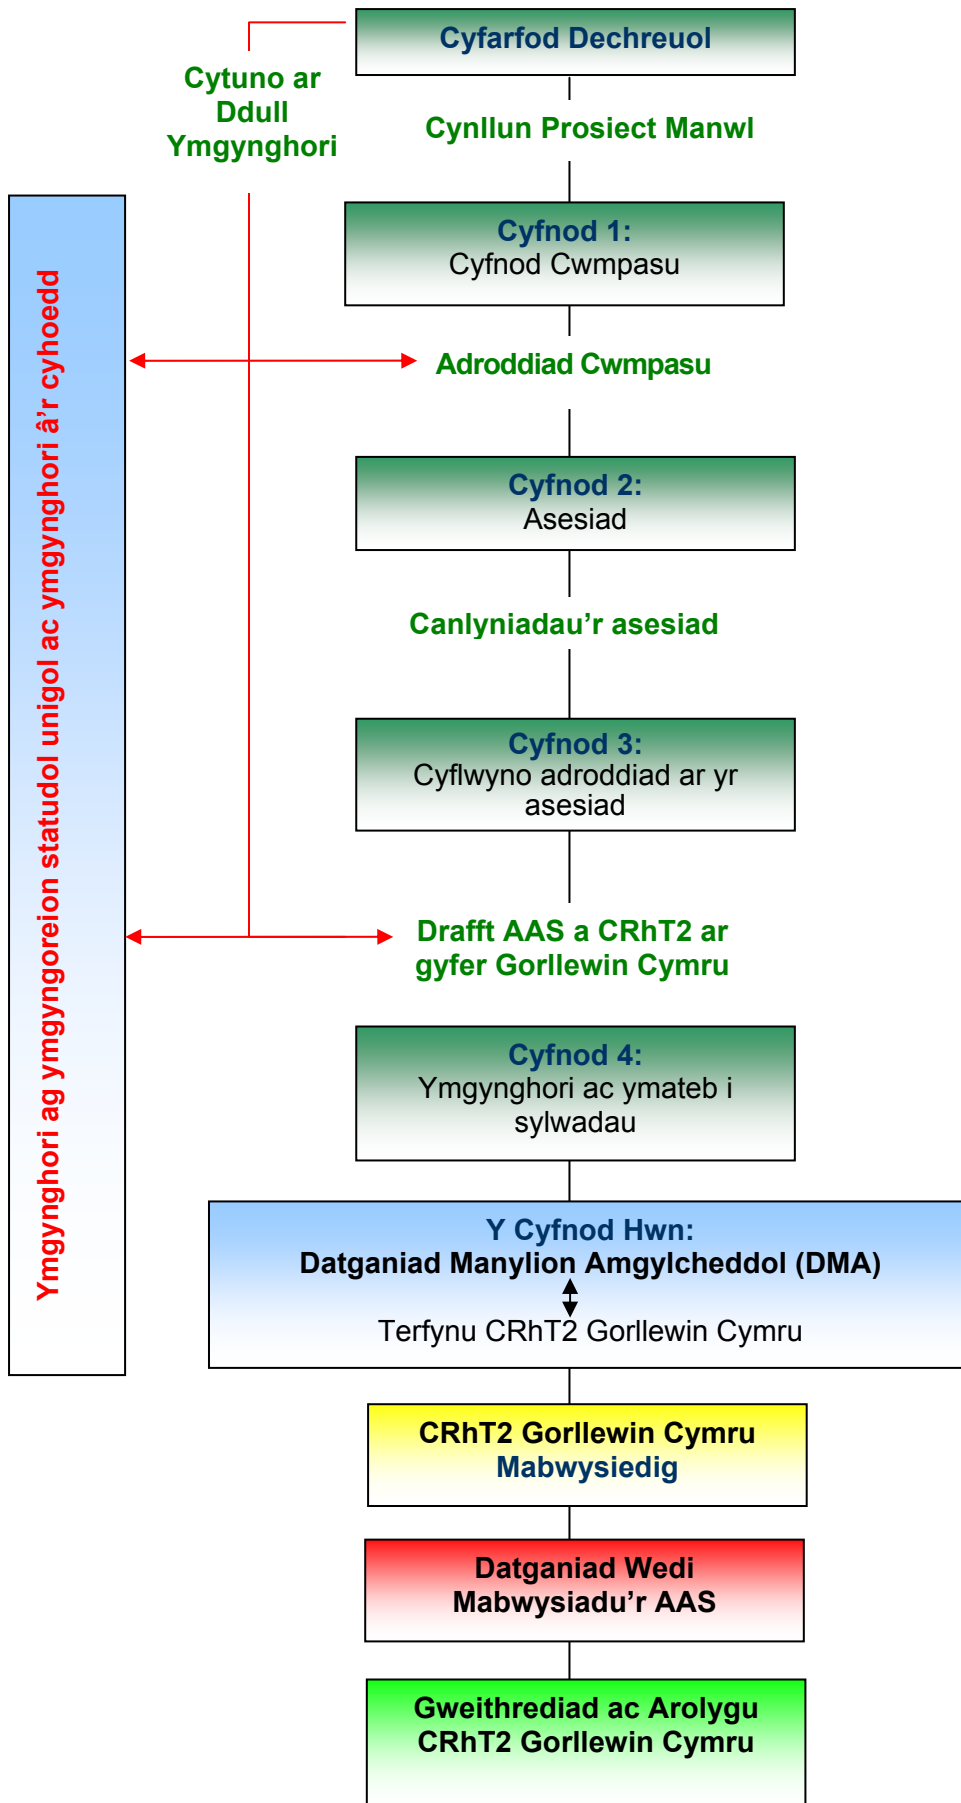 Cyfarfod Dechreuol
Cytuno ar
Ddull
Ymgynghori
Cynllun Prosiect Manwl
Cyfnod 1:
Cyfnod Cwmpasu
Ymgynghori ag ymgyngoreion statudol unigol ac ymgynghori â’r cyhoedd
Adroddiad Cwmpasu
Cyfnod 2:
Asesiad
Canlyniadau’r asesiad
Cyfnod 3:
Cyflwyno adroddiad ar yr
asesiad
Drafft AAS a CRhT2 ar
gyfer Gorllewin Cymru
Cyfnod 4:
Ymgynghori ac ymateb i
sylwadau
Y Cyfnod Hwn:
Datganiad Manylion Amgylcheddol (DMA)
Terfynu CRhT2 Gorllewin Cymru
CRhT2 Gorllewin Cymru
Mabwysiedig
Datganiad Wedi
Mabwysiadu’r AAS
Gweithrediad ac Arolygu
CRhT2 Gorllewin Cymru